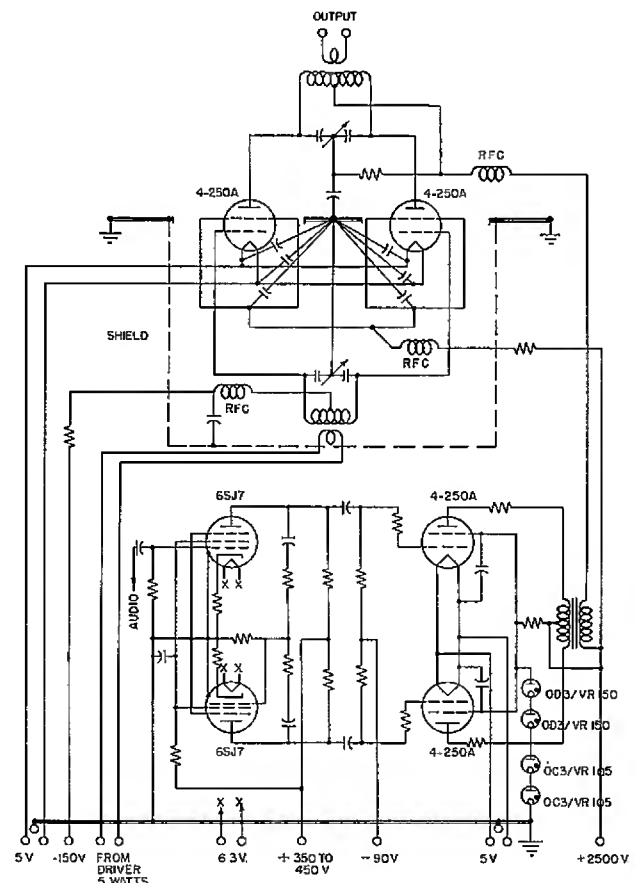 OUTPUT
RFC
4-250A
4-250A
SHIELD
RFC
RFC
6SJ7
4-250A
AUDIO
X X
X X
6SJ7
4-250A
OD3/VR150
OD3/VR150
OC3/VR105
OC3/VR105
X X
5V
-150V
FROM DRIVER 5 WATTS
6 3V.
+ 350 TO 450V
-90V
5V
+2500V